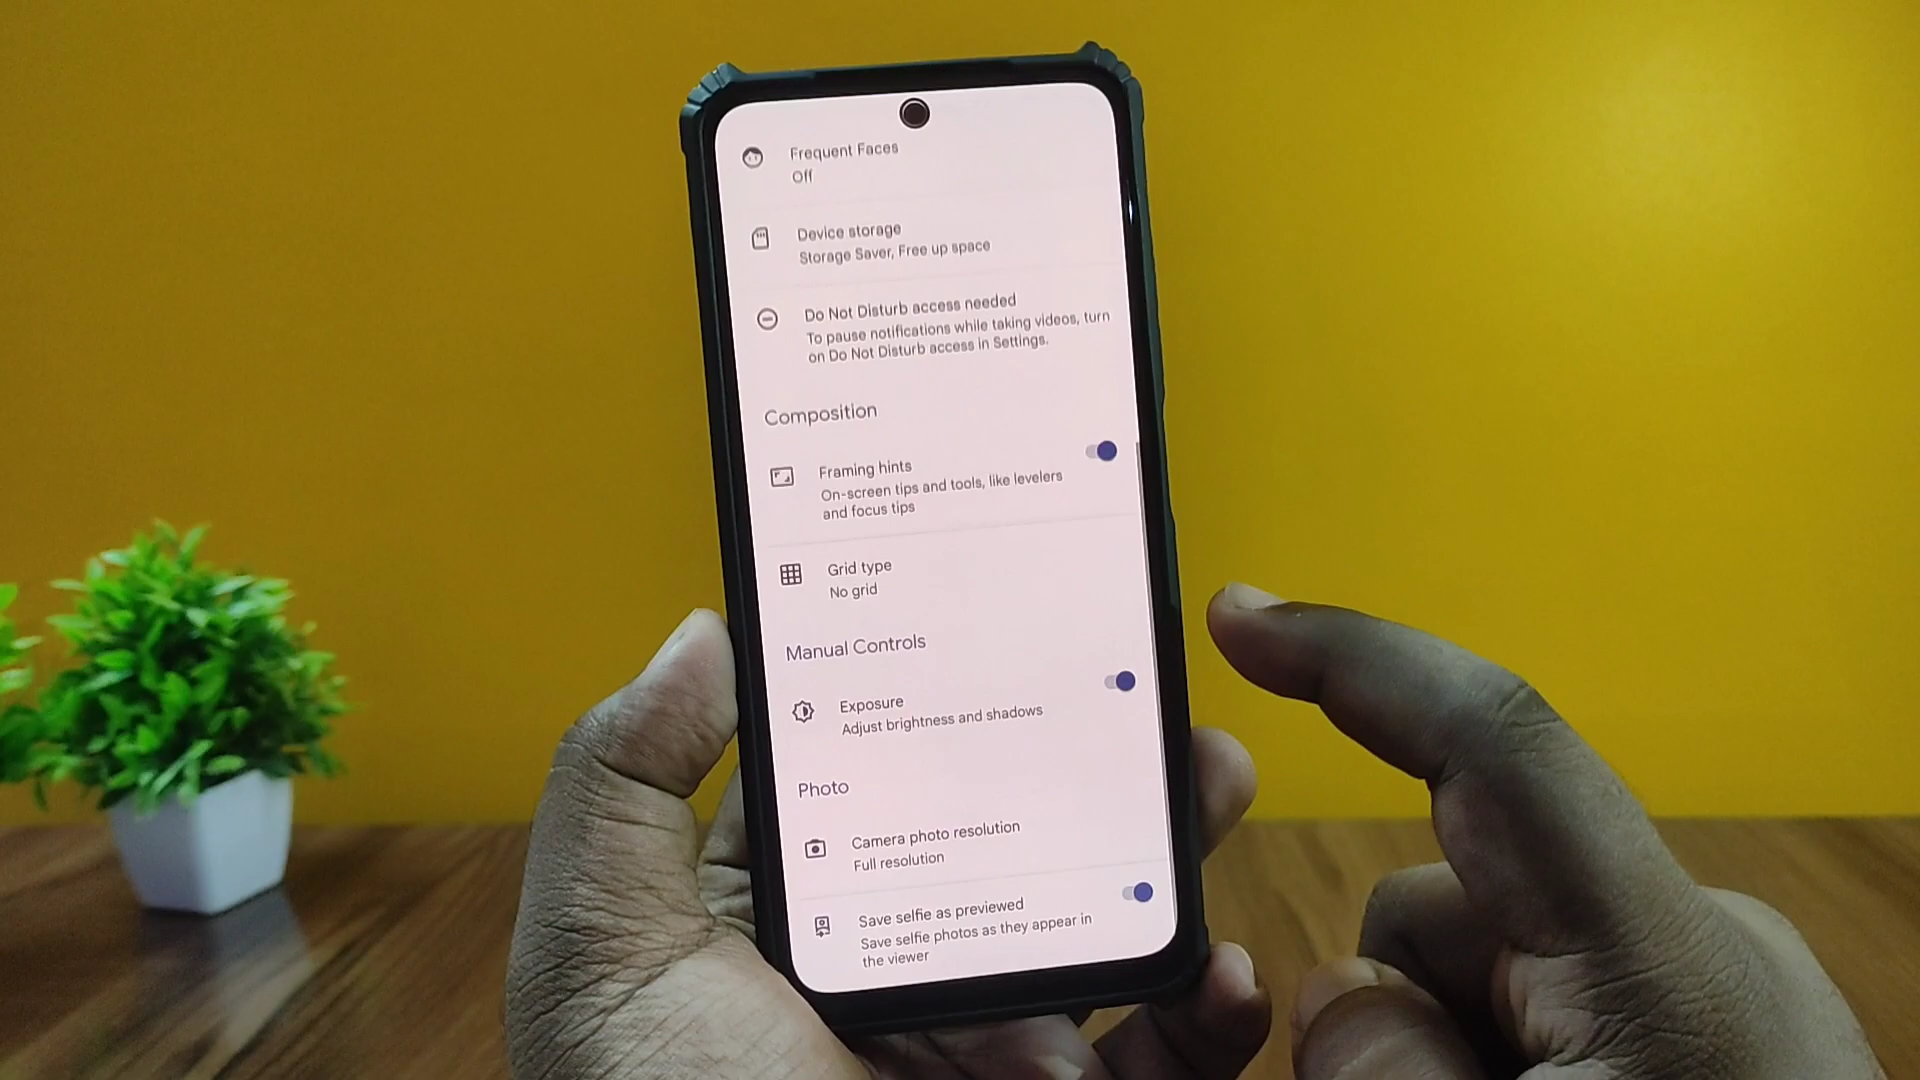 Frequent Faces
Off
Device storage
Storage Saver, Free up space
Do Not Disturb access needed
To pause notifications while taking videos, turn
on Do Not Disturb access in Settings.
Composition
Framing hints
On-screen tips and tools, like levelers
and focus tips
Grid type
No grid
Manual Controls
Exposure
Adjust brightness and shadows
Photo
Camera photo resolution
Full resolution
Save selfie as previewed
Save selfie photos as they appear in
the viewer